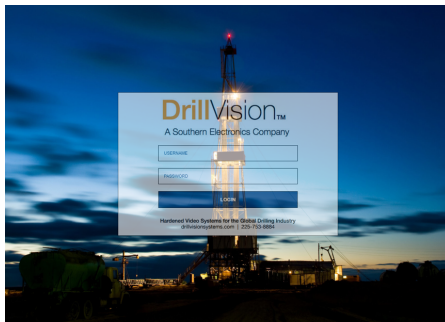 DrillVision™
A Southern Electronics Company
USERNAME
PASSWORD
LOGIN
Hardened Video Systems for the Global Drilling Industry
drillvisionsystems.com | 225-753-8884